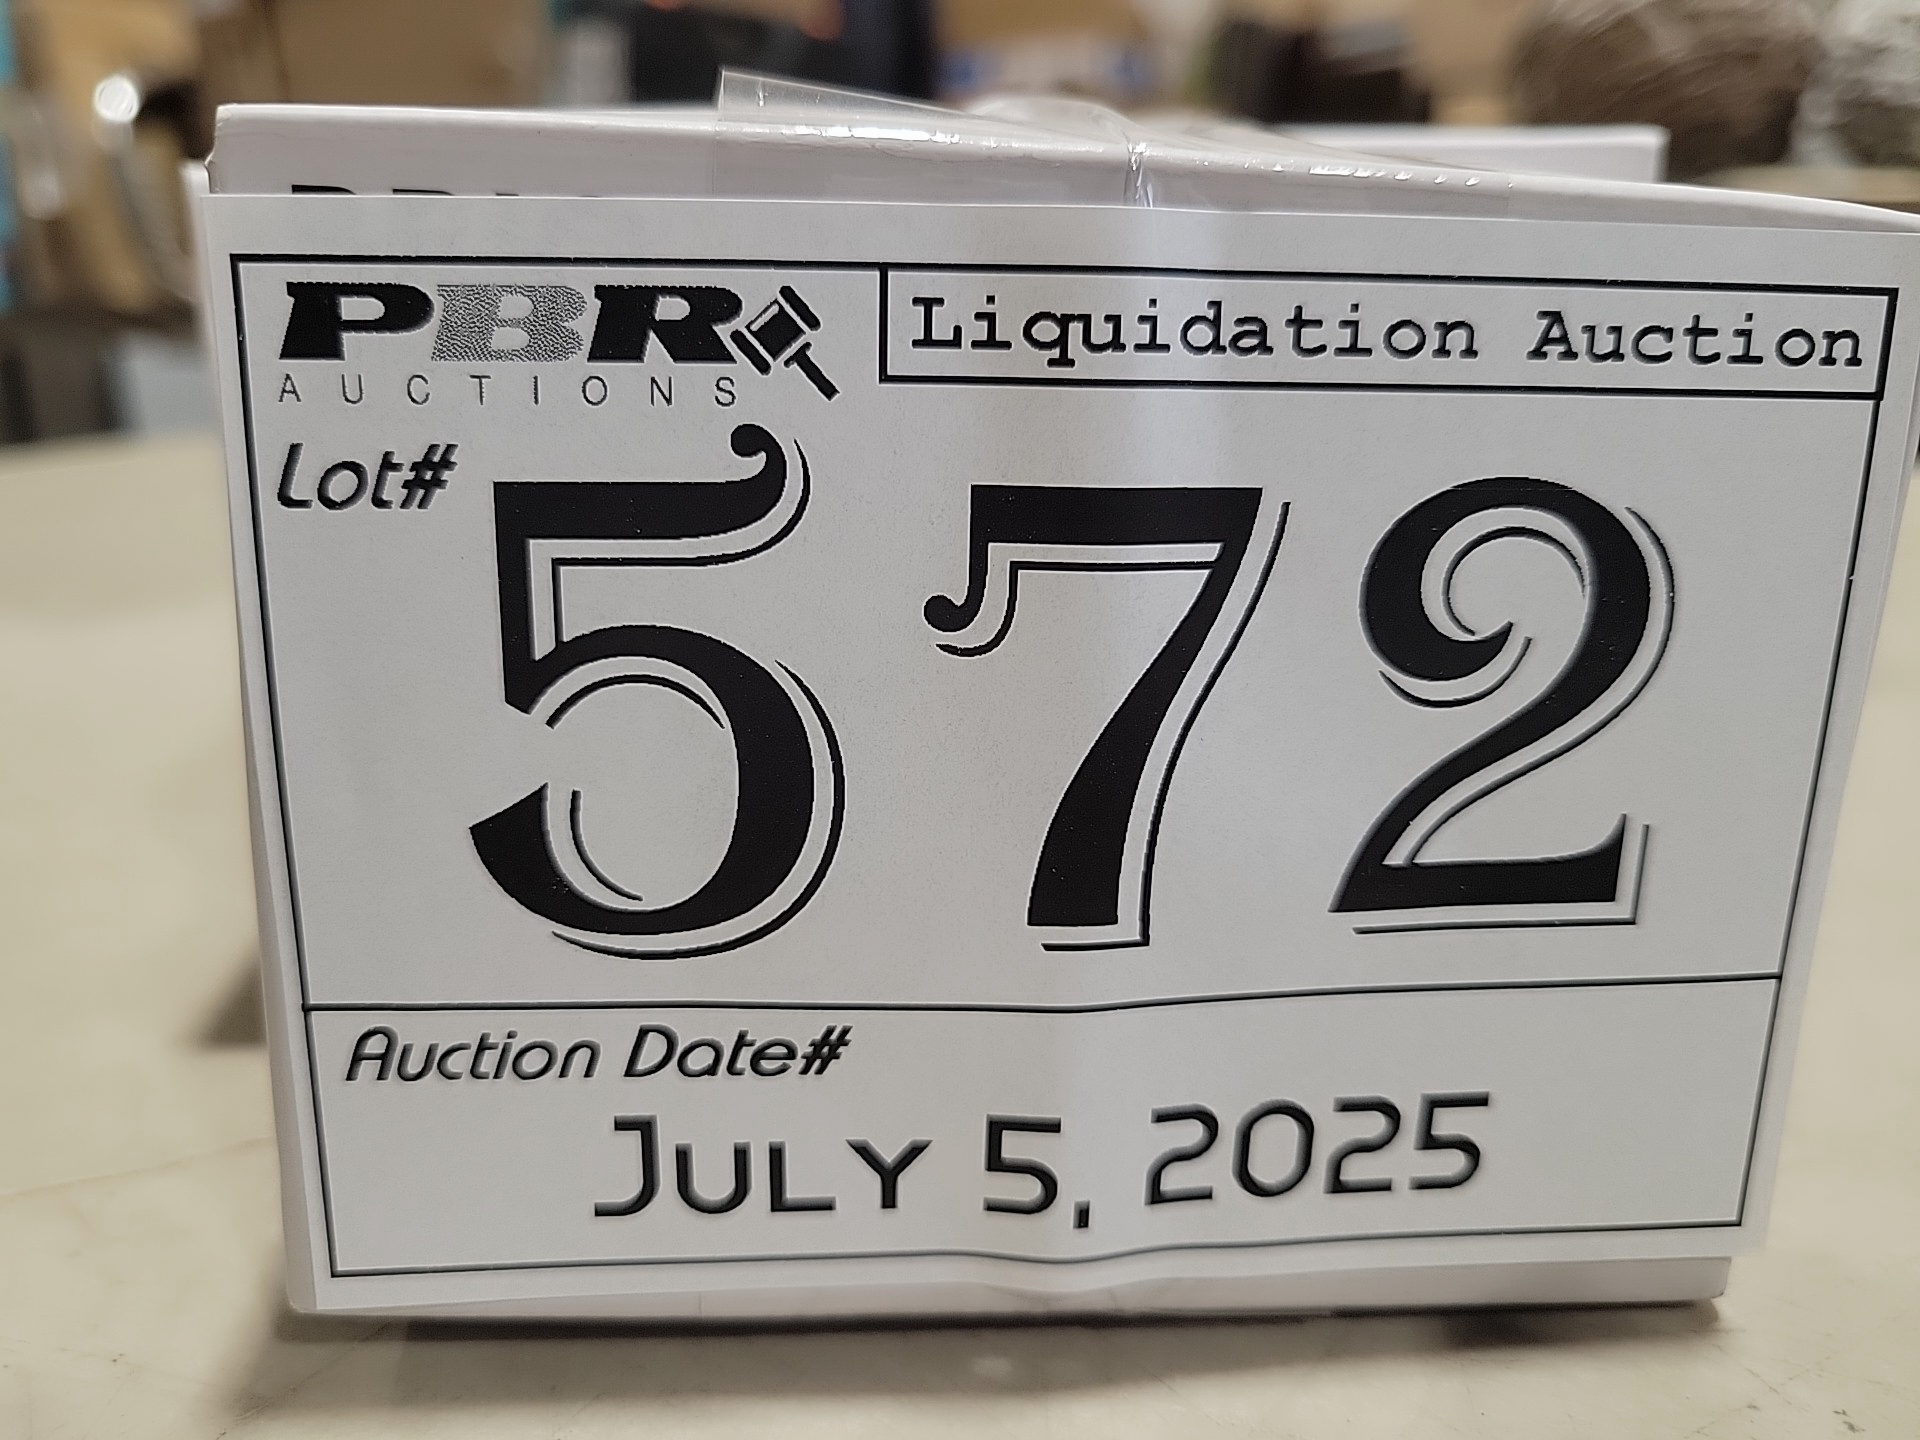 PBR
AUCTIONS
Liquidation Auction
Lot#
572
Auction Date#
July 5, 2025